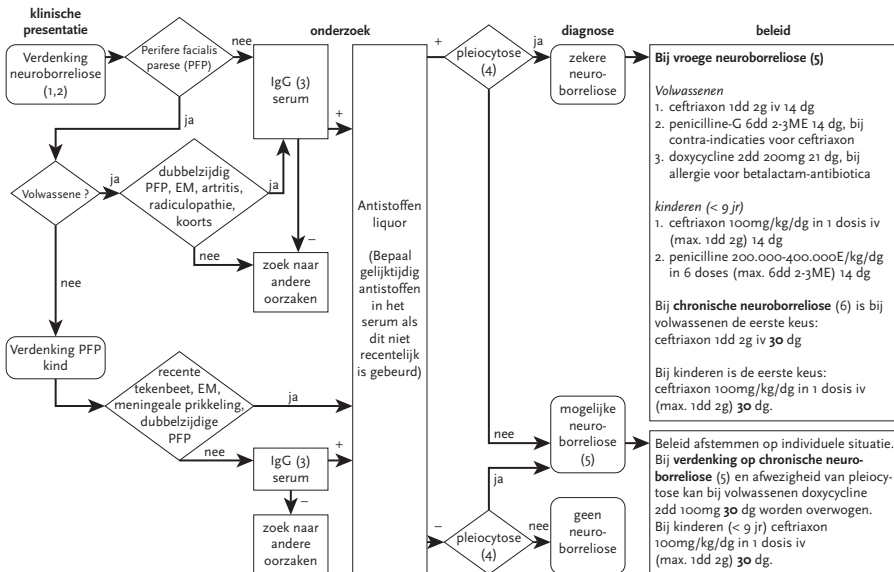 klinische
presentatie
onderzoek
diagnose
beleid
Verdenking
neuroborreliose
(1,2)
Perifere facialis
parese (PFP)
nee
ja
IgG (3)
serum
+
–
Volwassene ?
ja
nee
dubbelzijdig
PFP, EM, artritis,
radiculopathie,
koorts
ja
nee
zoek naar
andere
oorzaken
Verdenking PFP
kind
recente
tekenbeet, EM,
meningeale prikkeling,
dubbelzijdige
PFP
ja
nee
IgG (3)
serum
+
–
zoek naar
andere
oorzaken
Antistoffen
liquor
(Bepaal
gelijktijdig
antistoffen
in het
serum als
dit niet
recentelijk
is gebeurd)
+
pleiocytose
(4)
ja
nee
–
pleiocytose
(4)
ja
nee
zekere
neuro-
borreliose
mogelijke
neuro-
borreliose
(5)
geen
neuro-
borreliose
Bij vroege neuroborreliose (5)
Volwassenen
1. ceftriaxon 1dd 2g iv 14 dg
2. penicilline-G 6dd 2-3ME 14 dg, bij
contra-indicaties voor ceftriaxon
3. doxycycline 2dd 200mg 21 dg, bij
allergie voor betalactam-antibiotica
kinderen (< 9 jr)
1. ceftriaxon 100mg/kg/dg in 1 dosis iv
(max. 1dd 2g) 14 dg
2. penicilline 200.000-400.000E/kg/dg
in 6 doses (max. 6dd 2-3ME) 14 dg
Bij chronische neuroborreliose (6) is bij
volwassenen de eerste keus:
ceftriaxon 1dd 2g iv 30 dg
Bij kinderen is de eerste keus:
ceftriaxon 100mg/kg/dg in 1 dosis iv
(max. 1dd 2g) 30 dg.
Beleid afstemmen op individuele situatie.
Bij verdenking op chronische neuro-
borreliose (5) en afwezigheid van pleiocy-
tose kan bij volwassenen doxycycline
2dd 100mg 30 dg worden overwogen.
Bij kinderen (< 9 jr) ceftriaxon
100mg/kg/dg in 1 dosis iv
(max. 1dd 2g) 30 dg.